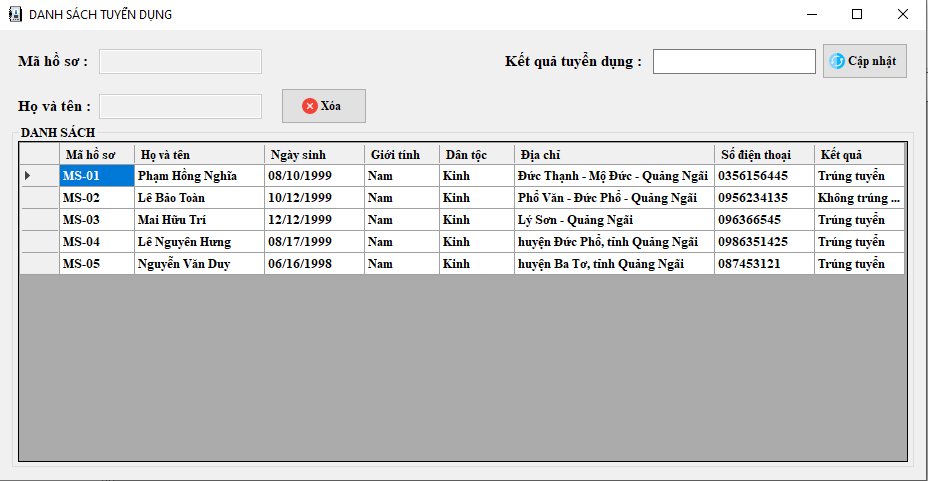 DANH SÁCH TUYỂN DỤNG
Mã hồ sơ : Kết quả tuyển dụng : Cập nhật
Họ và tên : Xóa
DANH SÁCH
Mã hồ sơ Họ và tên Ngày sinh Giới tính Dân tộc Địa chỉ Số điện thoại Kết quả
MS-01 Phạm Hồng Nghĩa 08/10/1999 Nam Kinh Đức Thạnh - Mộ Đức - Quảng Ngãi 0356156445 Trúng tuyển
MS-02 Lê Bảo Toàn 10/12/1999 Nam Kinh Phổ Văn - Đức Phổ - Quảng Ngãi 0956234135 Không trúng ...
MS-03 Mai Hữu Trí 12/12/1999 Nam Kinh Lý Sơn - Quảng Ngãi 096366545 Trúng tuyển
MS-04 Lê Nguyên Hưng 08/17/1999 Nam Kinh huyện Đức Phổ, tỉnh Quảng Ngãi 0986351425 Trúng tuyển
MS-05 Nguyễn Văn Duy 06/16/1998 Nam Kinh huyện Ba Tơ, tỉnh Quảng Ngãi 087453121 Trúng tuyển